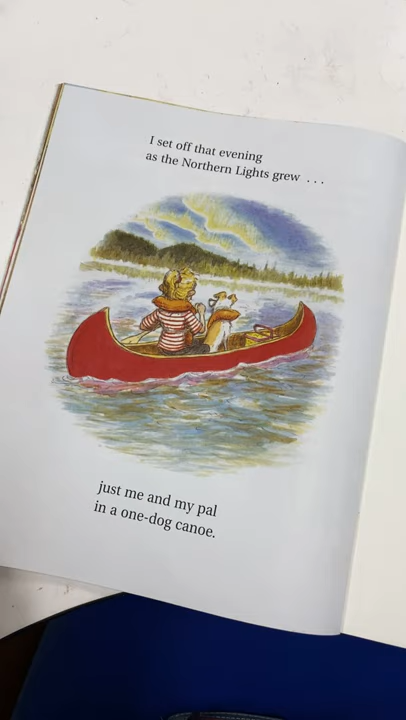 I set off that evening
as the Northern Lights grew . . .
just me and my pal
in a one-dog canoe.